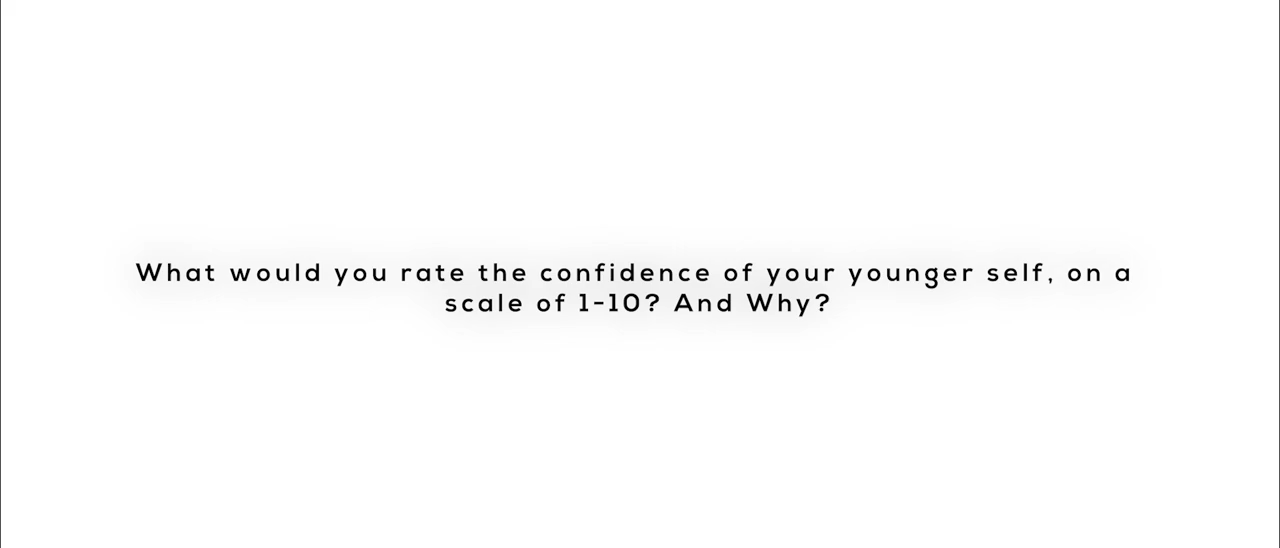 What would you rate the confidence of your younger self, on a
scale of 1-10? And Why?